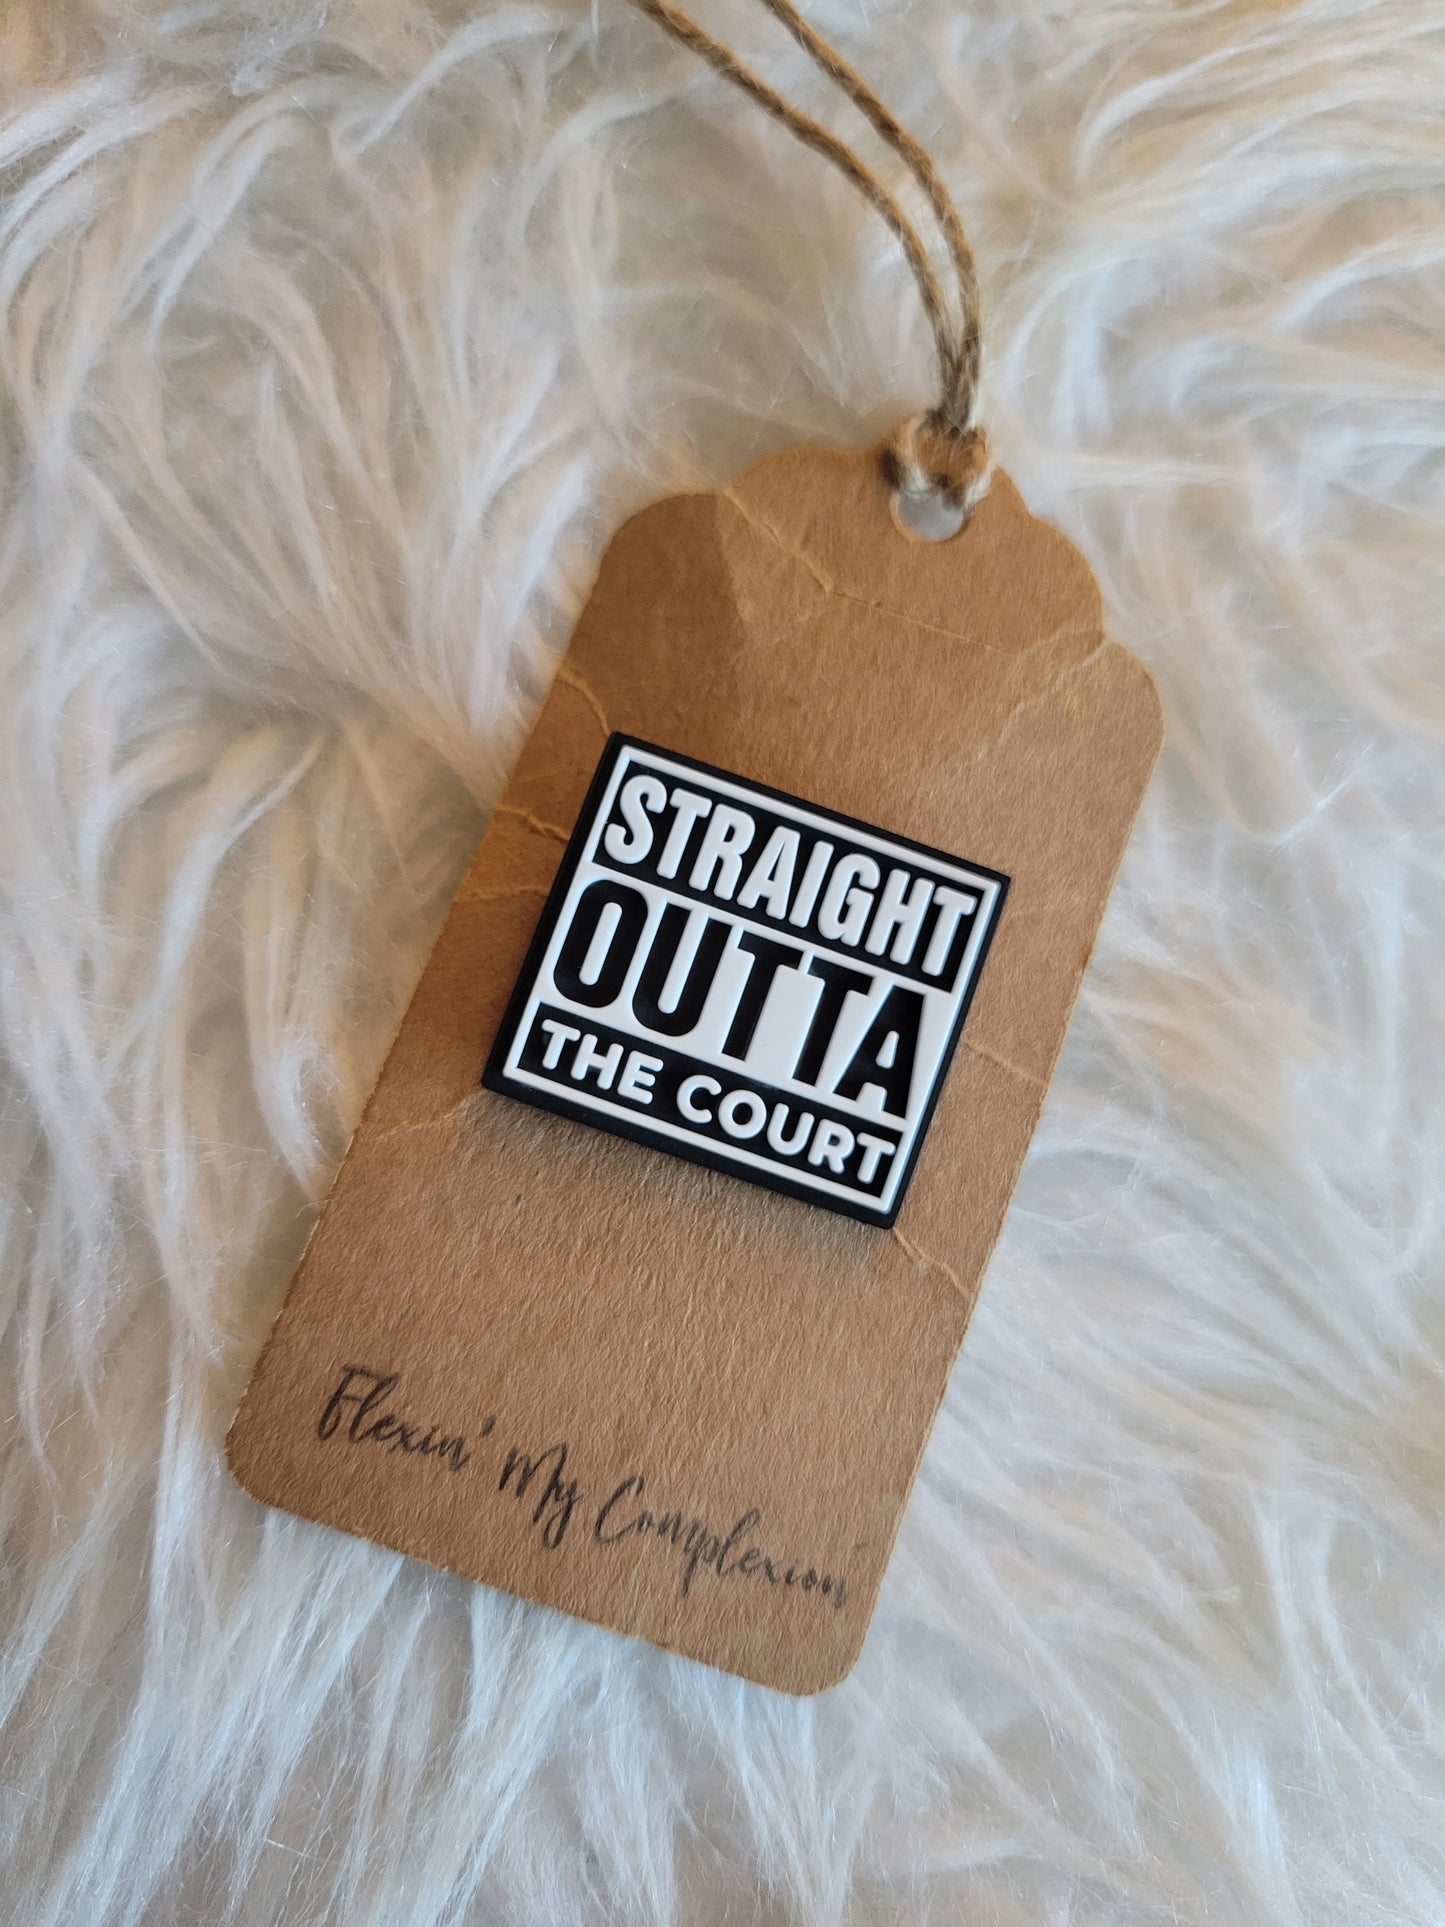 STRAIGHT
OUTTA
THE COURT
Flexin' My Complexion